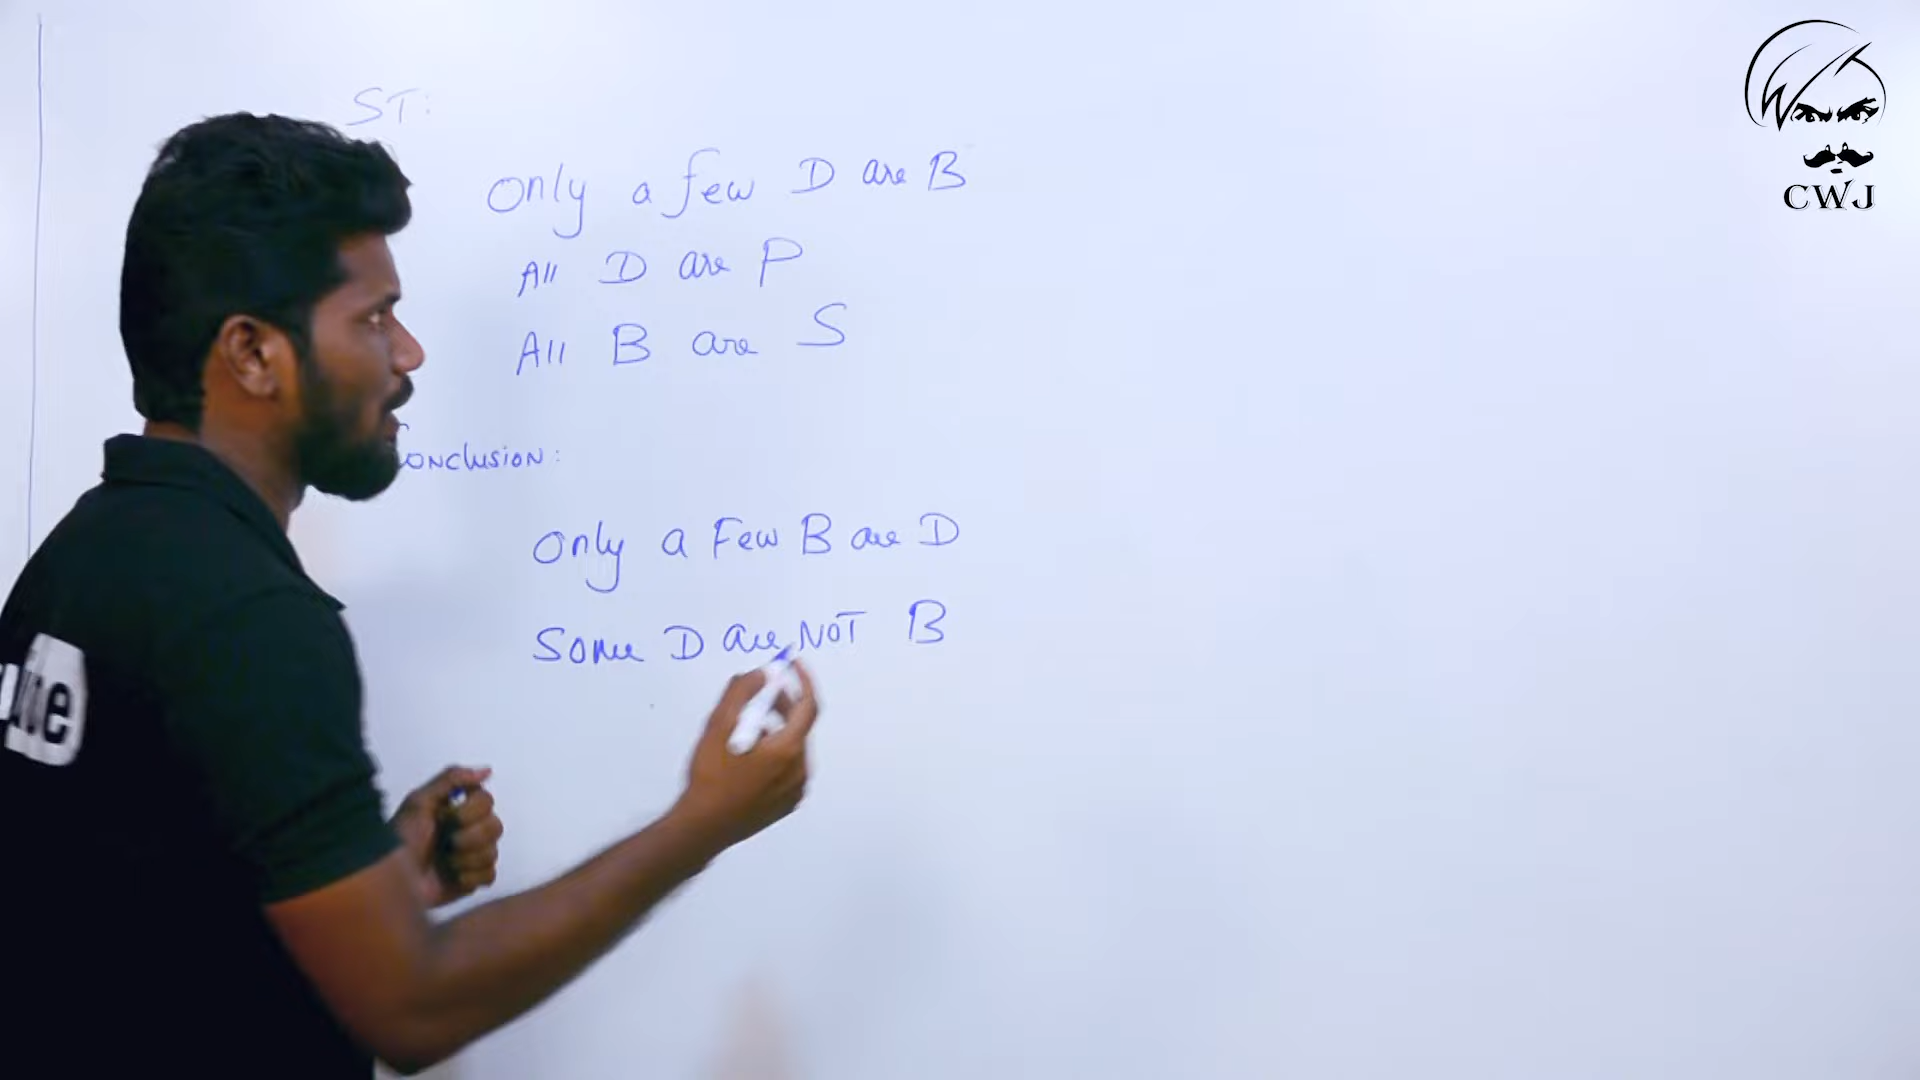 ST:
Only a few D are B
All D are P
All B are S
Conclusion:
Only a Few B are D
Some D are NOT B
CWJ